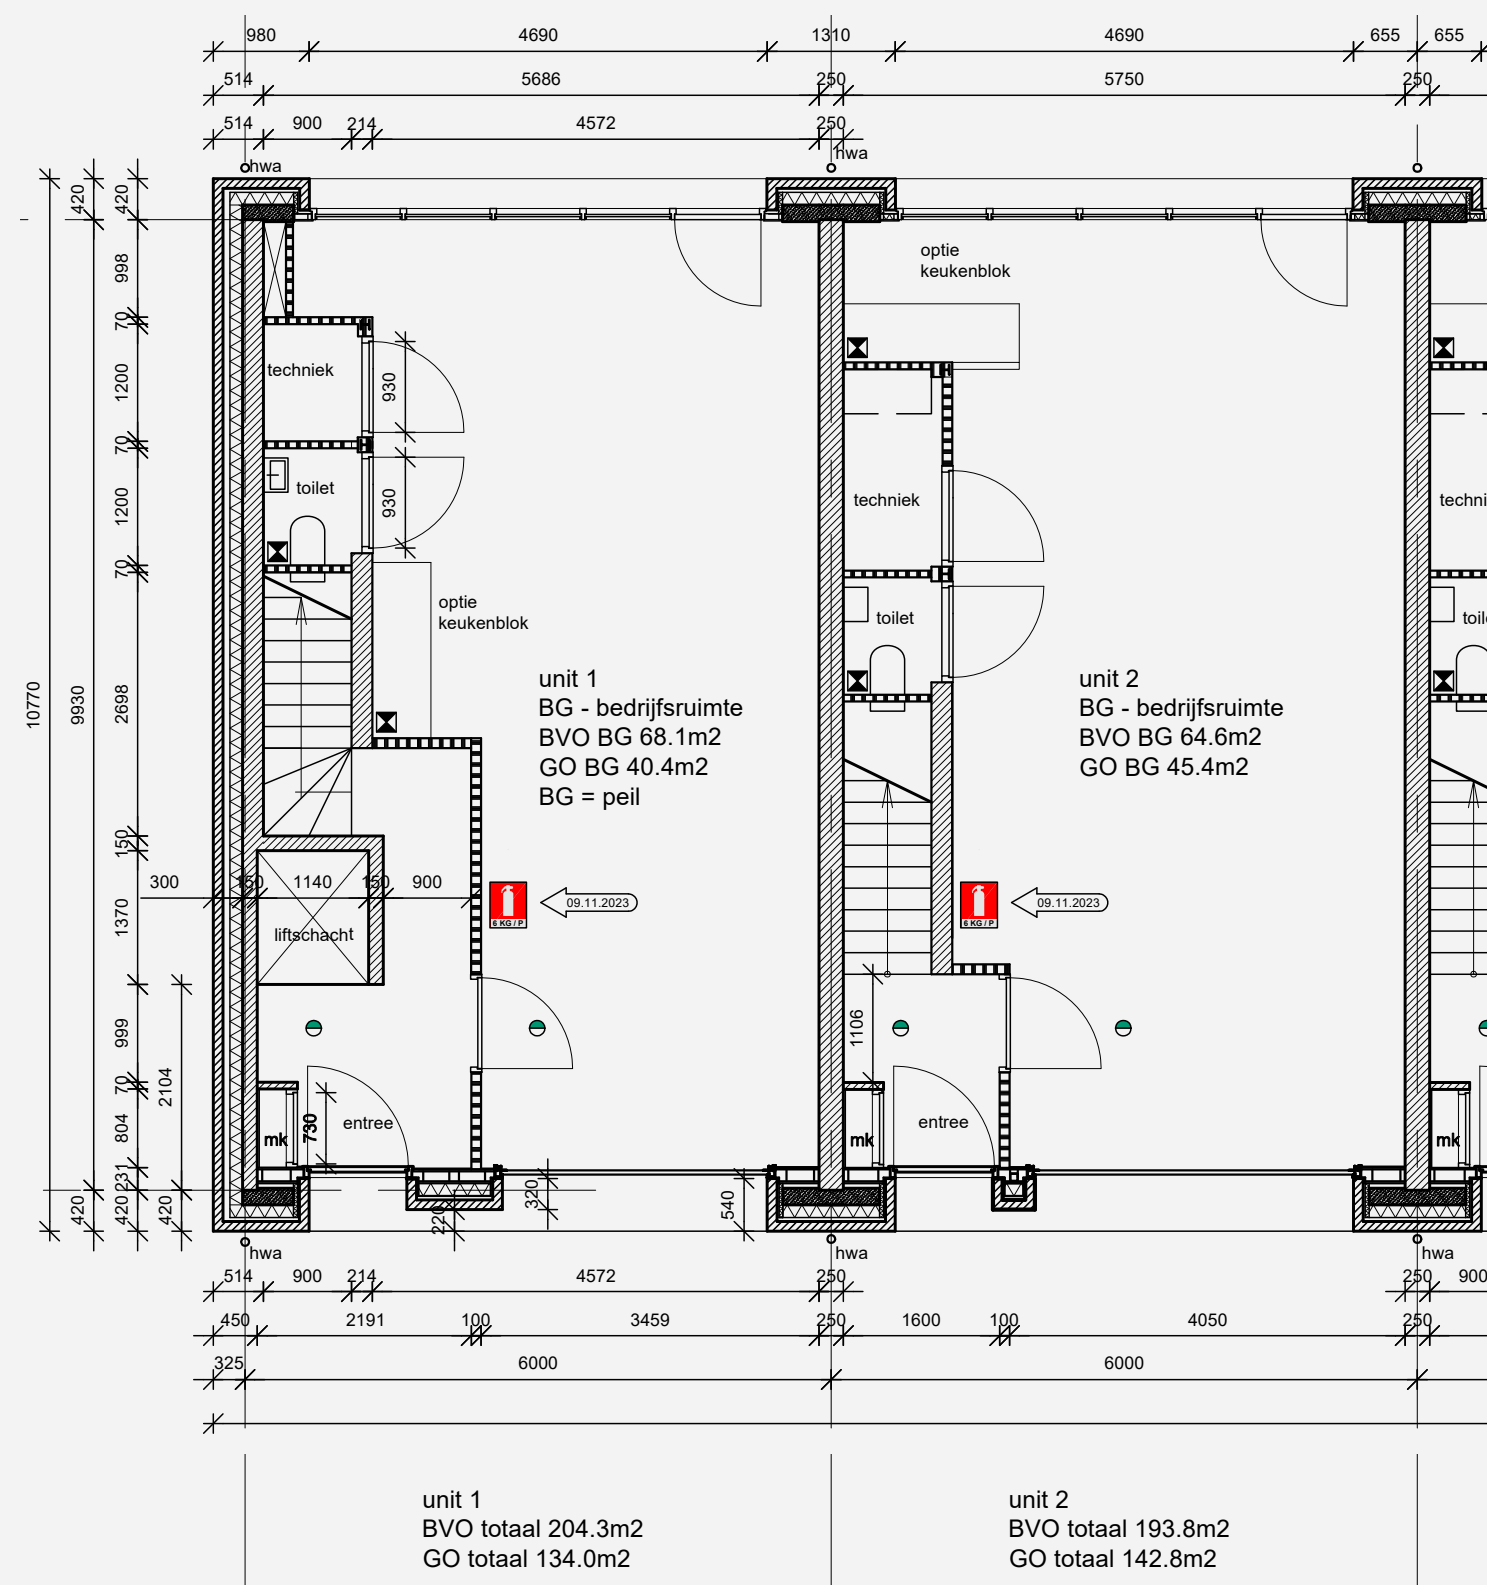 980 4690 1310 4690 655 655
514 5686 250 5750 250
514 900 214 4572 250
hwa hwa
420 420
998
70
1200
70
1200
70
2698
10770
9930
150
1370
999
70
804
231
420 420 420
2104
optie
keukenblok
techniek
930
toilet
930
optie
keukenblok
techniek
techni
toilet
unit 1
BG - bedrijfsruimte
BVO BG 68.1m2
GO BG 40.4m2
BG = peil
unit 2
BG - bedrijfsruimte
BVO BG 64.6m2
GO BG 45.4m2
300 150 1140 150 900
liftschacht
6 KG / P
09.11.2023
6 KG / P
09.11.2023
1106
mk
730
entree
mk
entree
mk
220
320
540
hwa hwa hwa
514 900 214 4572 250 250 900
450 2191 100 3459 250 1600 100 4050 250
325 6000 6000
unit 1
BVO totaal 204.3m2
GO totaal 134.0m2
unit 2
BVO totaal 193.8m2
GO totaal 142.8m2